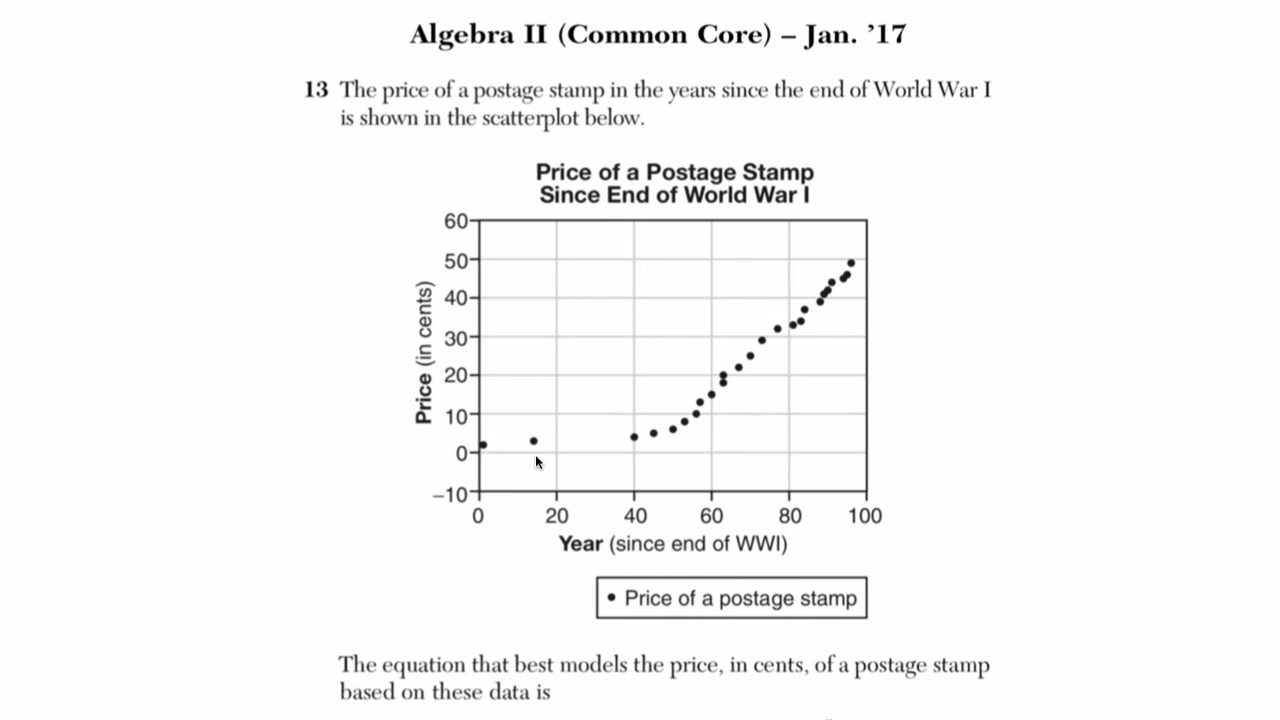 Algebra II (Common Core) – Jan. ’17
13 The price of a postage stamp in the years since the end of World War I
is shown in the scatterplot below.
Price of a Postage Stamp
Since End of World War I
60
50
40
30
20
10
0
–10
Price (in cents)
0 20 40 60 80 100
Year (since end of WWI)
Price of a postage stamp
The equation that best models the price, in cents, of a postage stamp
based on these data is